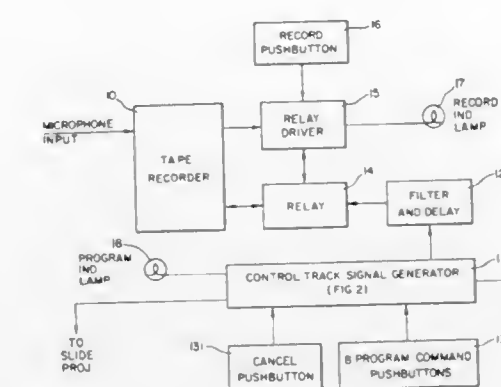 16
RECORD
PUSHBUTTON
10
15
17
MICROPHONE
INPUT
TAPE
RECORDER
RELAY
DRIVER
RECORD
IND
LAMP
14
RELAY
FILTER
AND DELAY
18
PROGRAM
IND
LAMP
CONTROL TRACK SIGNAL GENERATOR
(FIG 2)
TO
SLIDE
PROJ
131
CANCEL
PUSHBUTTON
8 PROGRAM COMMAND
PUSHBUTTONS